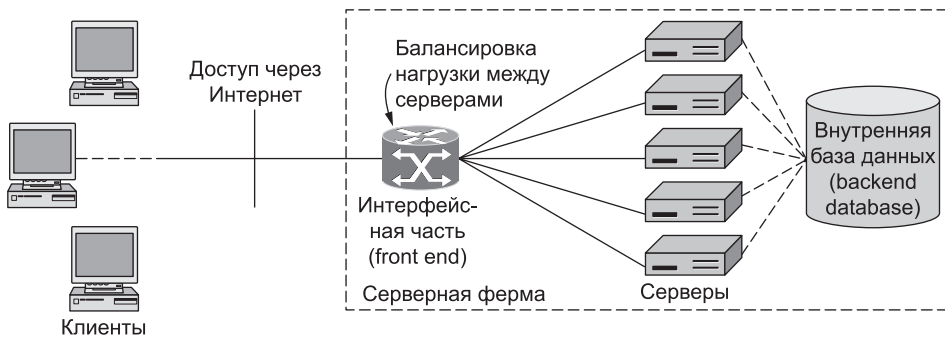 Балансировка
нагрузки между
серверами
Доступ через
Интернет
Внутренняя
база данных
(backend
database)
Интерфейс-
ная часть
(front end)
Серверная ферма
Серверы
Клиенты